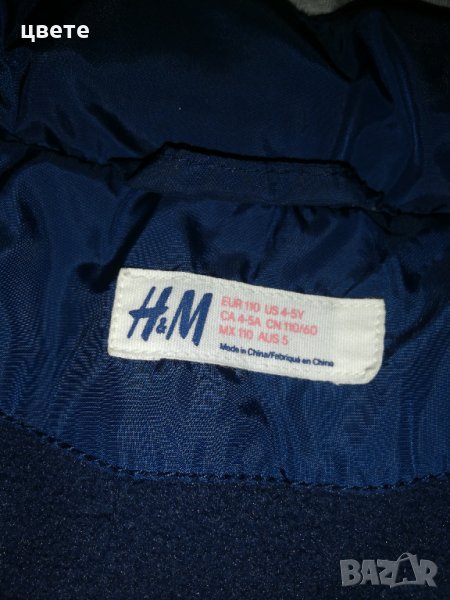 цвете
H&M
EUR 110 US 4-5Y
CA 4-5A CN 110/60
MX 110 AUS 5
Made in China/Fabriqué en Chine
BAZAR